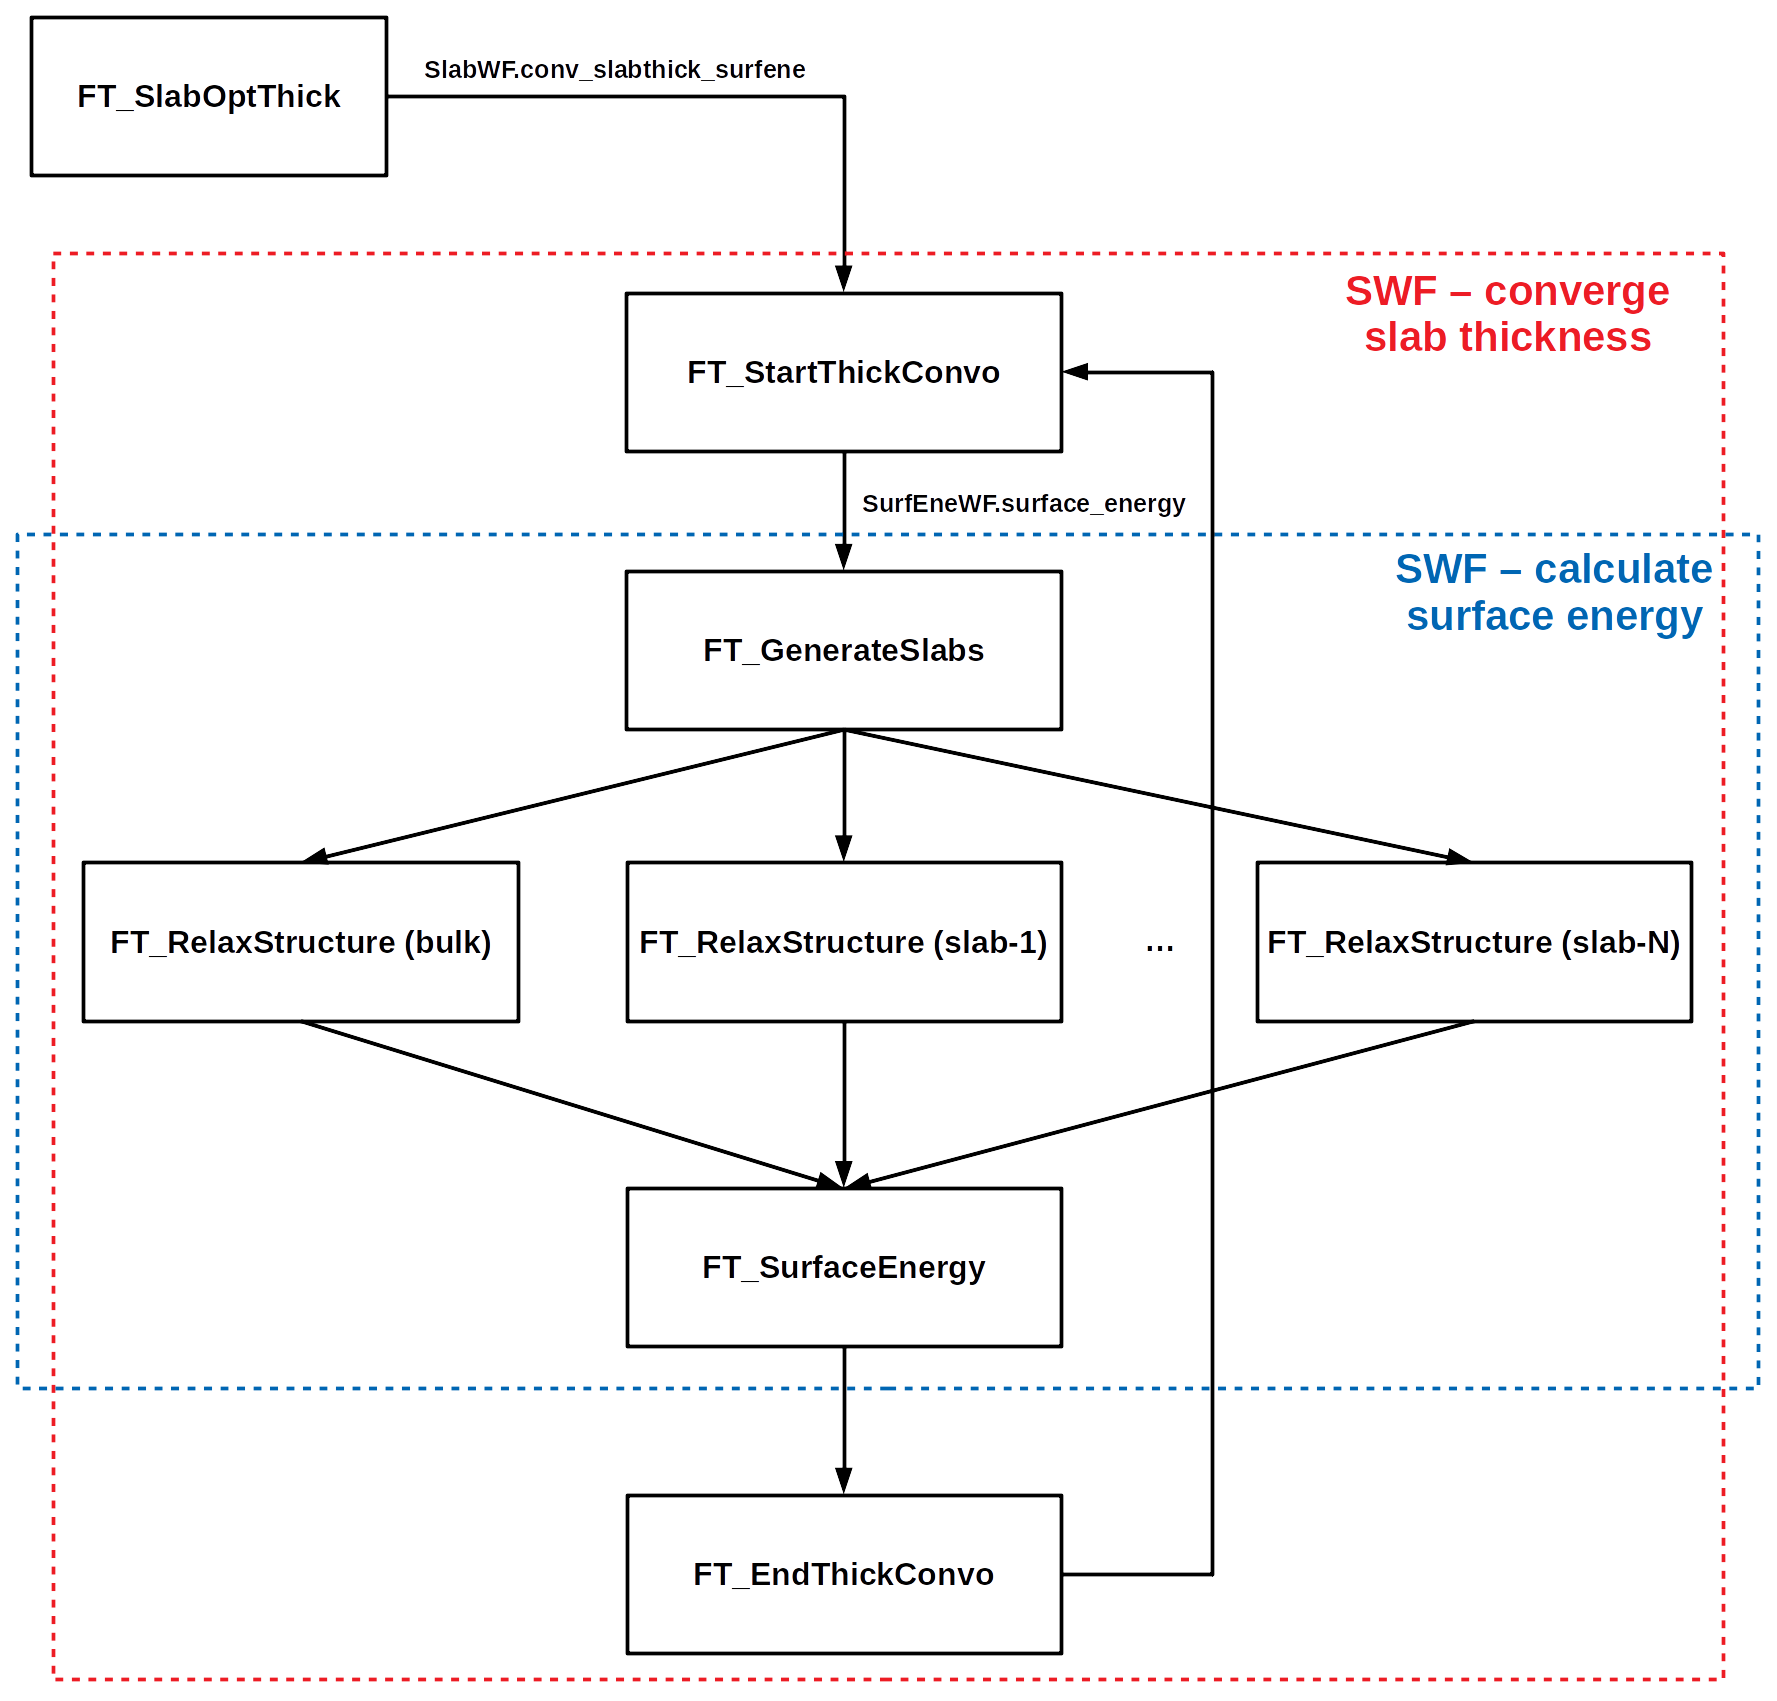 FT_SlabOptThick
SlabWF.conv_slabthick_surfene
SWF – converge
slab thickness
FT_StartThickConvo
SurfEneWF.surface_energy
SWF – calculate
surface energy
FT_GenerateSlabs
FT_RelaxStructure (bulk)
FT_RelaxStructure (slab-1)
...
FT_RelaxStructure (slab-N)
FT_SurfaceEnergy
FT_EndThickConvo